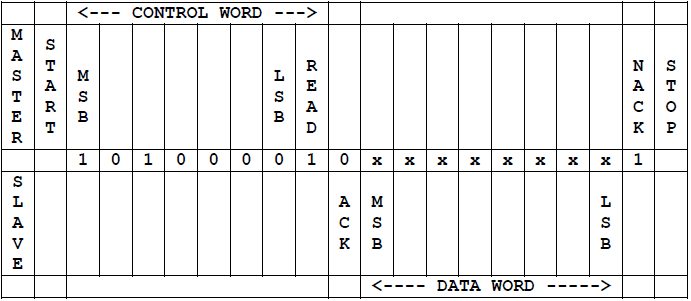 <--- CONTROL WORD --->
MASTER START MSB LSB READ NACK STOP
1 0 1 0 0 0 0 1 0 x x x x x x x x 1
SLAVE ACK MSB LSB
<---- DATA WORD ----->